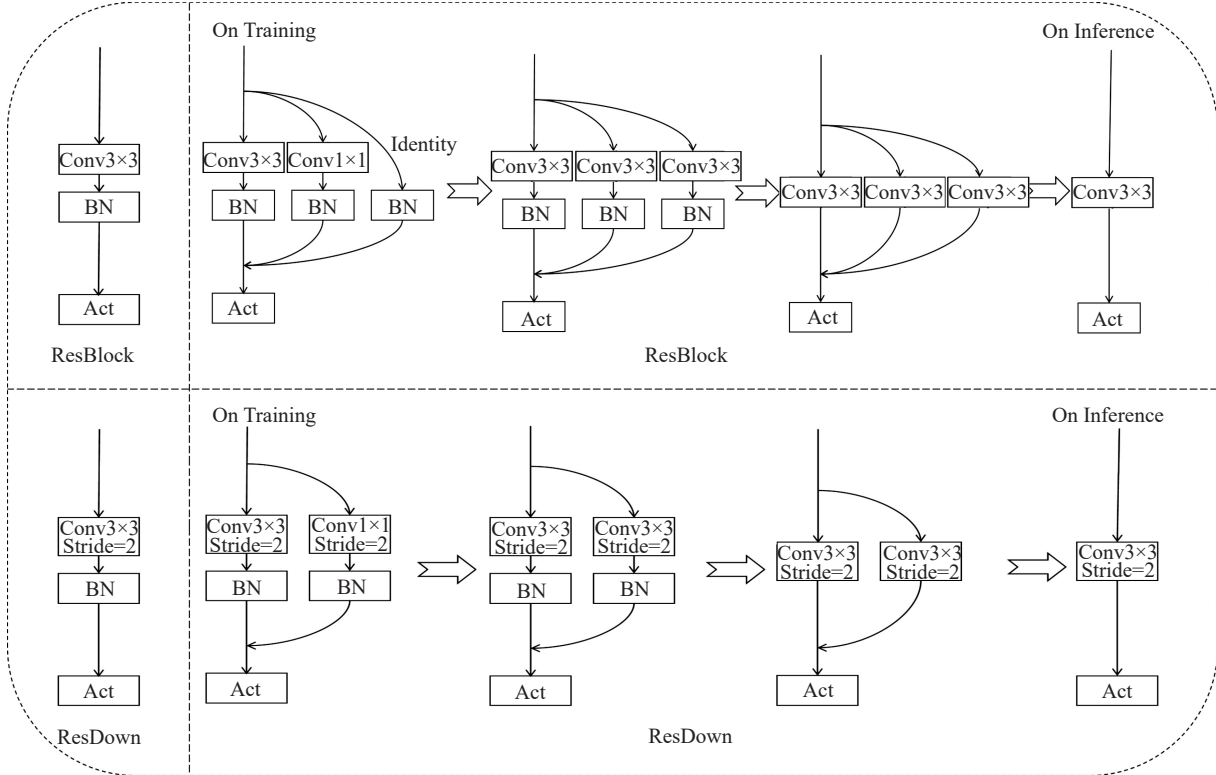 On Training
On Inference
Conv3×3
BN
Act
ResBlock
Conv3×3
Conv1×1
Identity
BN
BN
BN
Act
Conv3×3
Conv3×3
Conv3×3
BN
BN
BN
Act
Conv3×3
Conv3×3
Conv3×3
Act
Conv3×3
Act
ResBlock
On Training
On Inference
Conv3×3
Stride=2
BN
Act
ResDown
Conv3×3
Stride=2
Conv1×1
Stride=2
BN
BN
Act
Conv3×3
Stride=2
Conv3×3
Stride=2
BN
BN
Act
Conv3×3
Stride=2
Conv3×3
Stride=2
Act
Conv3×3
Stride=2
Act
ResDown